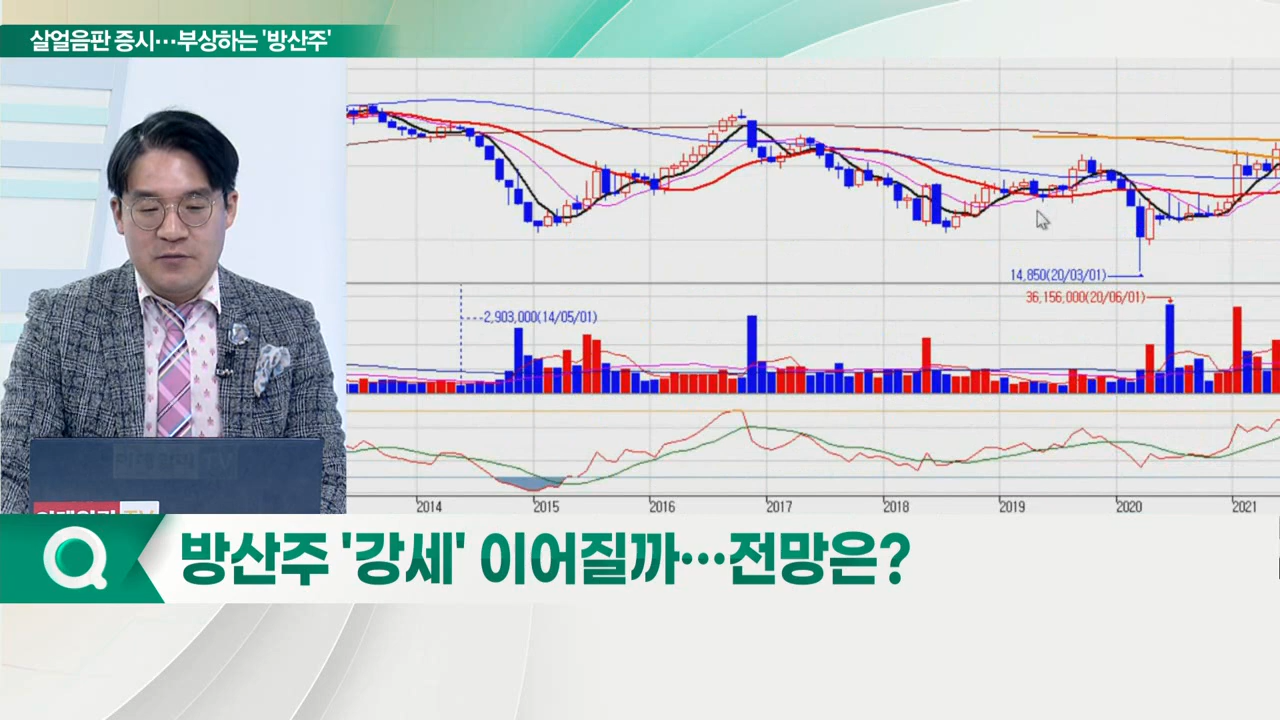 살얼음판 증시…부상하는 '방산주'
14,850(20/03/01)
36,156,000(20/06/01)
2,903,000(14/05/01)
2014 2015 2016 2017 2018 2019 2020 2021
방산주 '강세' 이어질까…전망은?